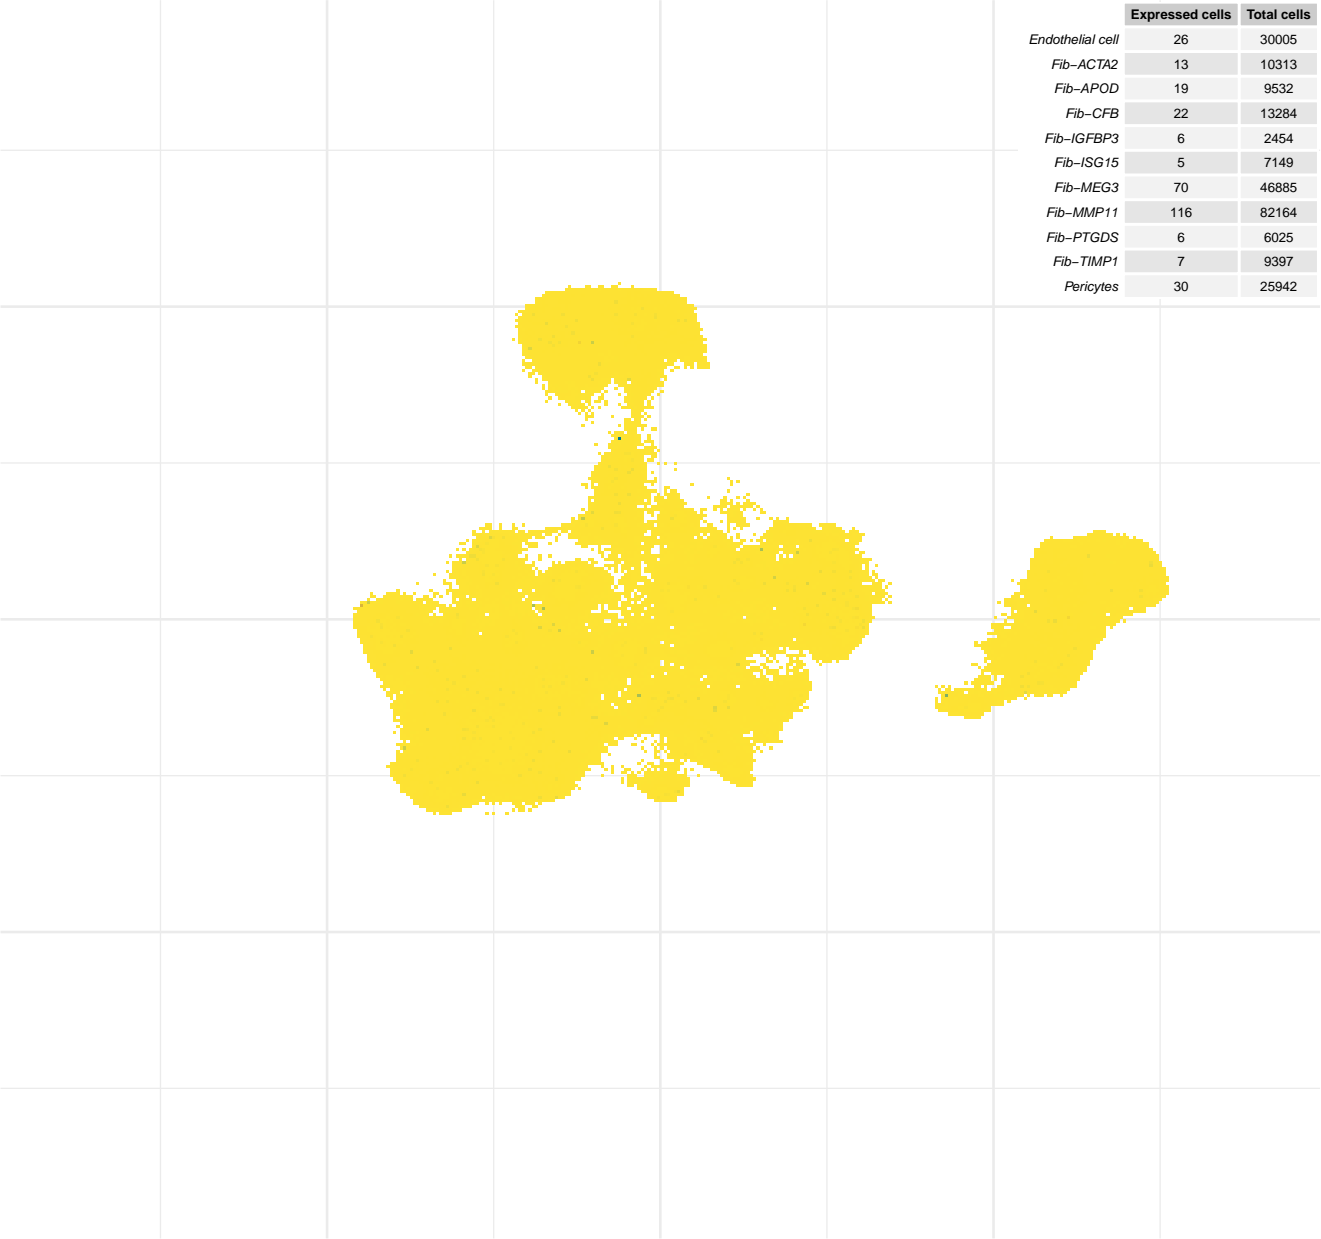 Expressed cells Total cells
Endothelial cell 26 30005
Fib−ACTA2 13 10313
Fib−APOD 19 9532
Fib−CFB 22 13284
Fib−IGFBP3 6 2454
Fib−ISG15 5 7149
Fib−MEG3 70 46885
Fib−MMP11 116 82164
Fib−PTGDS 6 6025
Fib−TIMP1 7 9397
Pericytes 30 25942